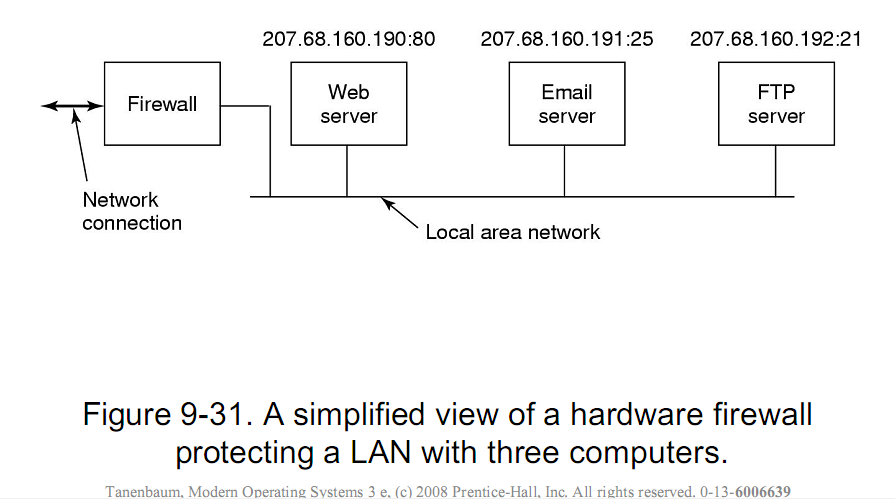 207.68.160.190:80 207.68.160.191:25 207.68.160.192:21
Firewall
Web
server
Email
server
FTP
server
Network
connection
Local area network
Figure 9-31. A simplified view of a hardware firewall
protecting a LAN with three computers.
Tanenbaum, Modern Operating Systems 3 e, (c) 2008 Prentice-Hall, Inc. All rights reserved. 0-13-6006639